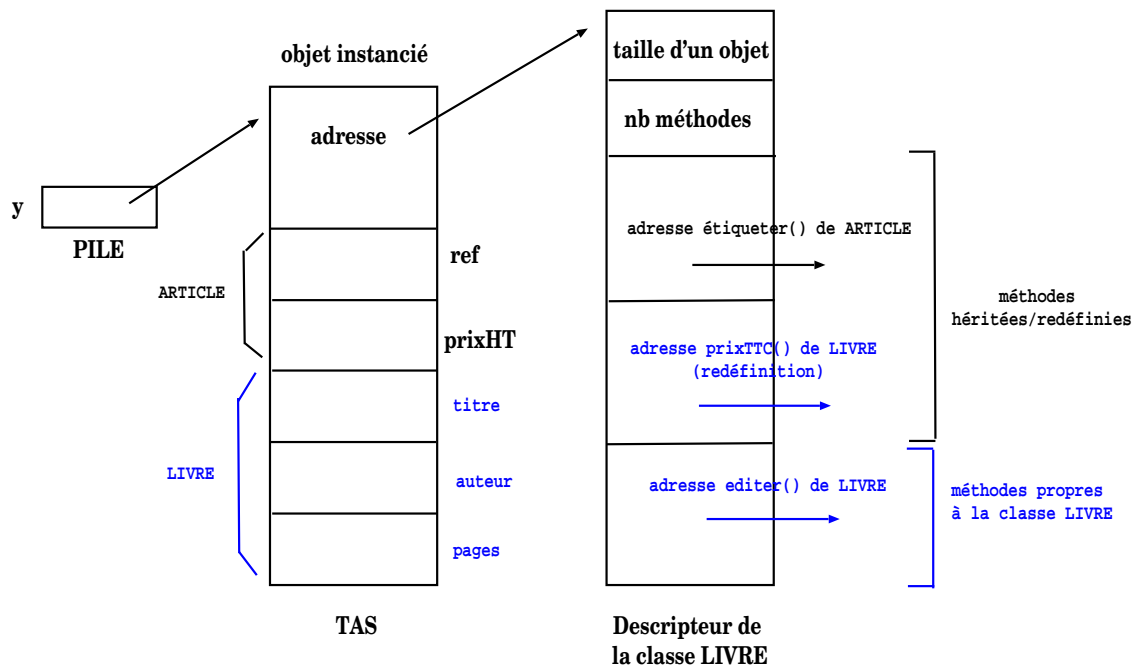 objet instancié
adresse
y
PILE
ref
ARTICLE
prixHT
titre
LIVRE
auteur
pages
TAS
taille d'un objet
nb méthodes
adresse étiqueter() de ARTICLE
adresse prixTTC() de LIVRE
(redéfinition)
adresse editer() de LIVRE
Descripteur de
la classe LIVRE
méthodes
héritées/redéfinies
méthodes propres
à la classe LIVRE